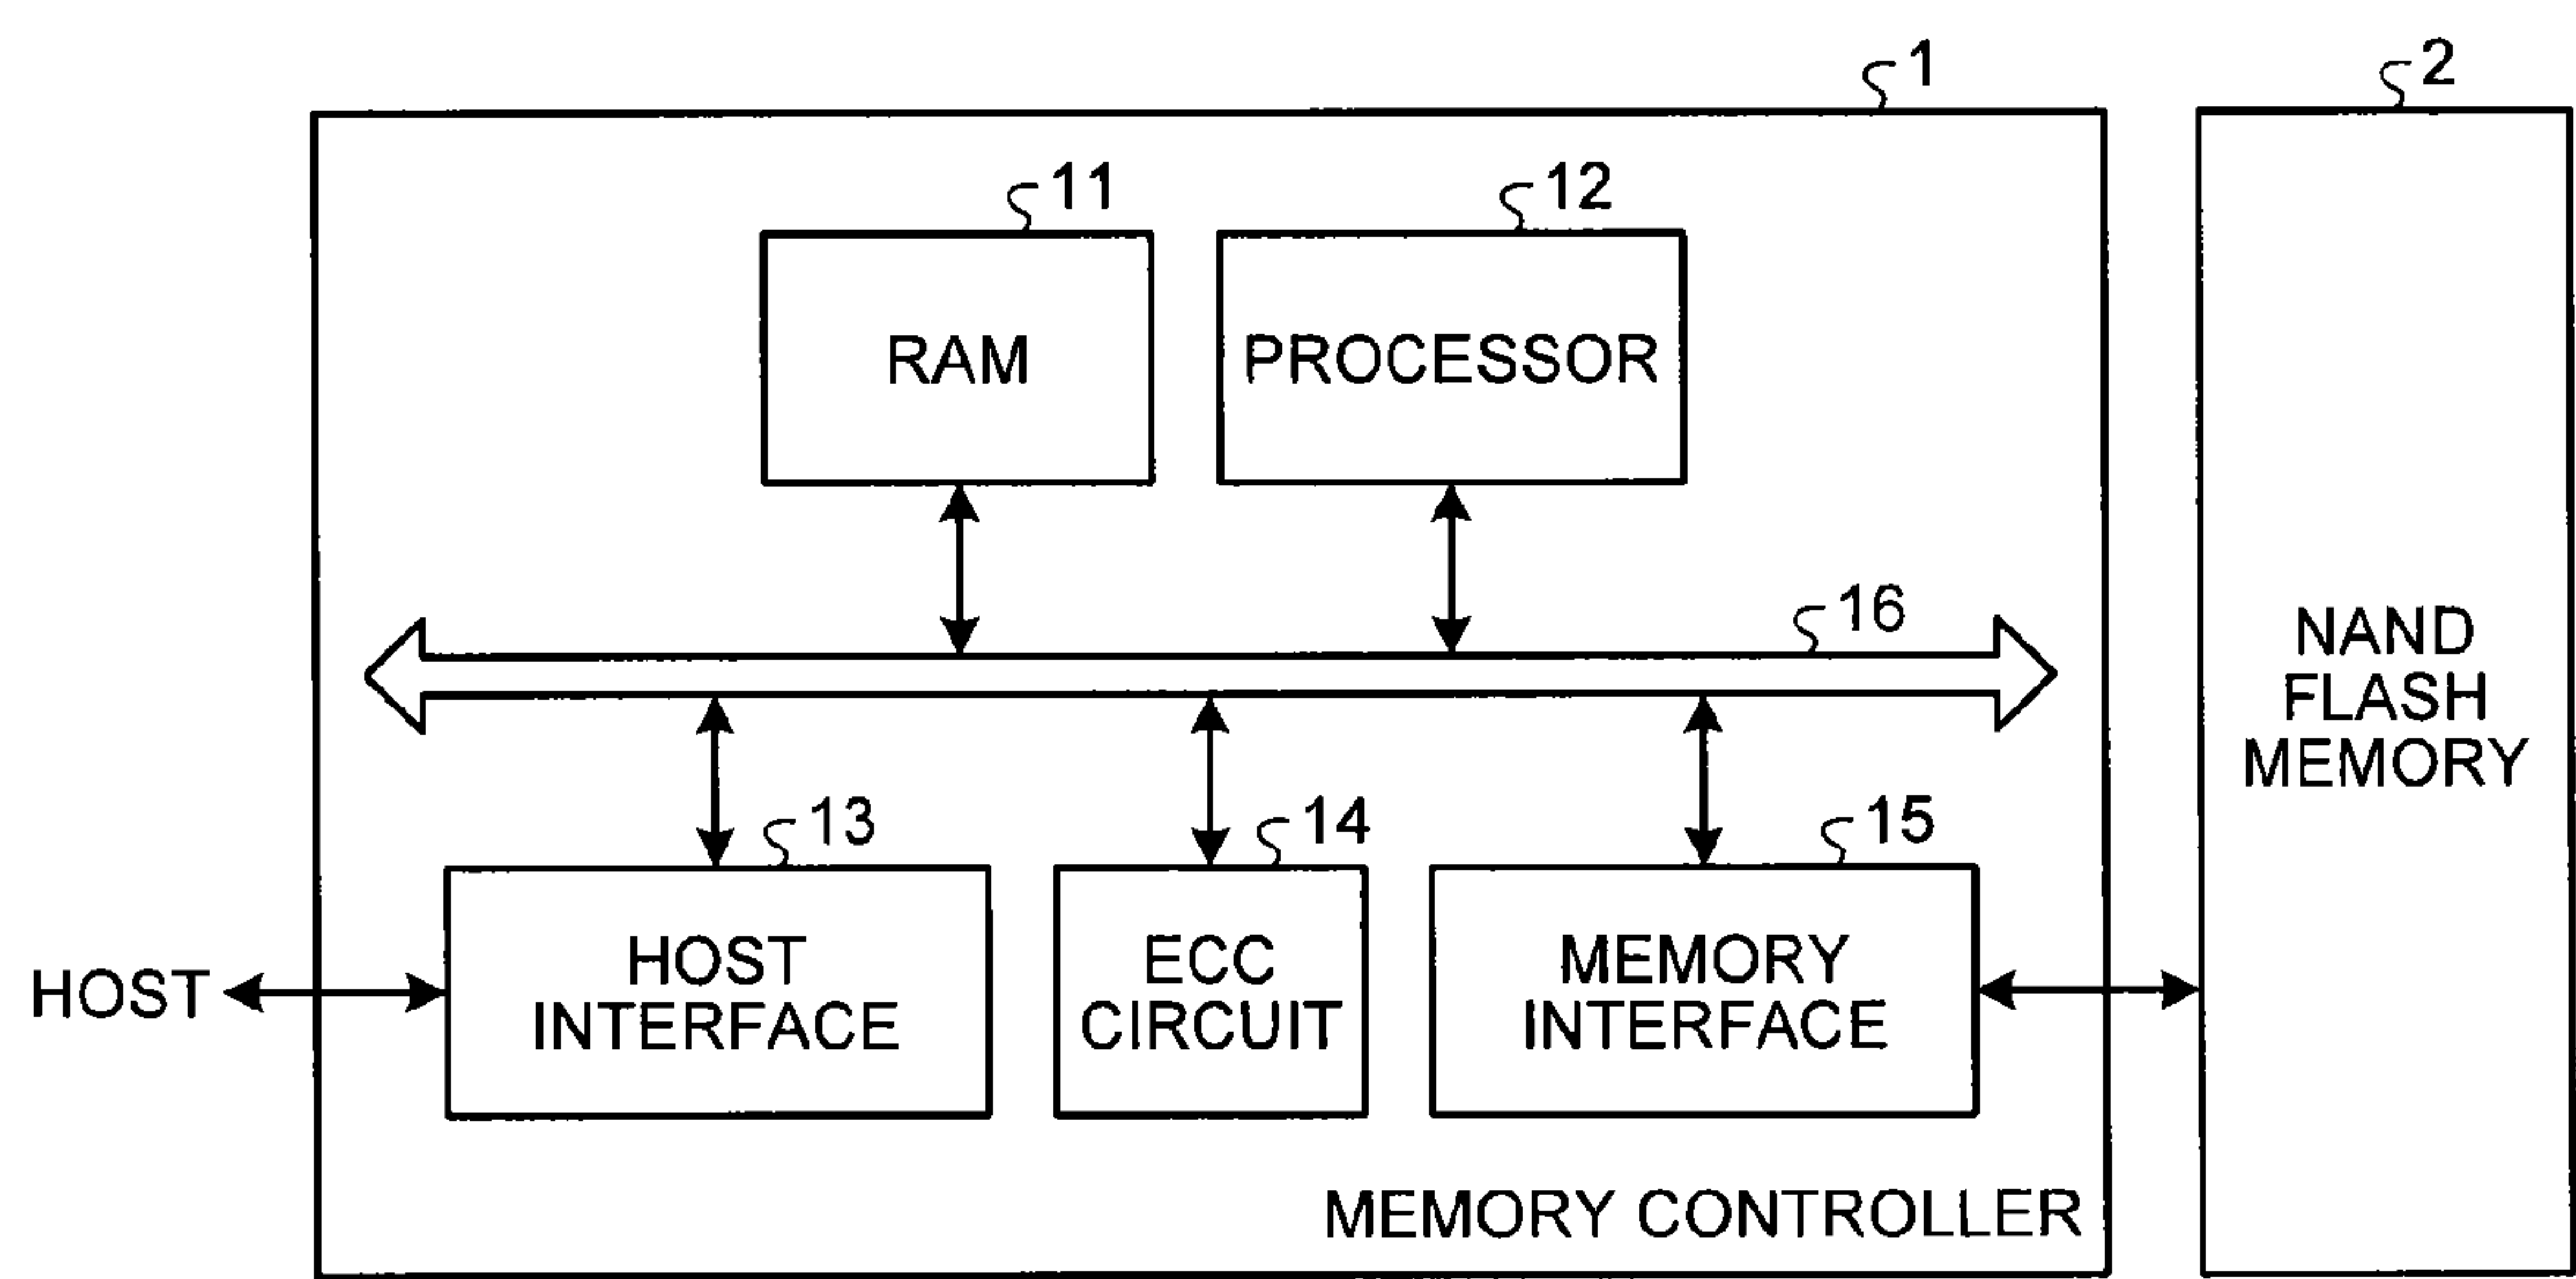 1
2
11
12
RAM
PROCESSOR
16
NAND
FLASH
MEMORY
13
14
15
HOST
HOST
INTERFACE
ECC
CIRCUIT
MEMORY
INTERFACE
MEMORY CONTROLLER